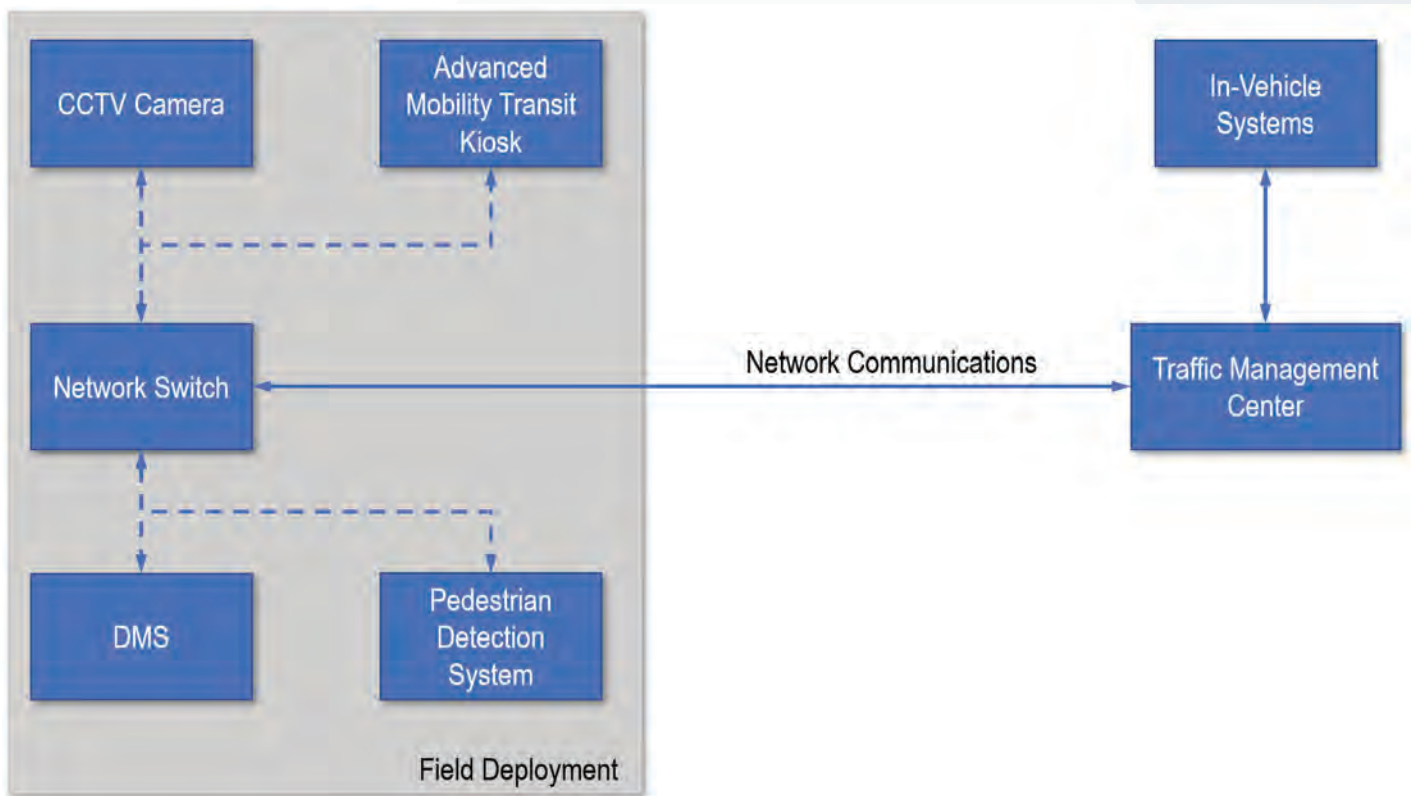 CCTV Camera
Advanced
Mobility Transit
Kiosk
In-Vehicle
Systems
Network Switch
Network Communications
Traffic Management
Center
DMS
Pedestrian
Detection
System
Field Deployment